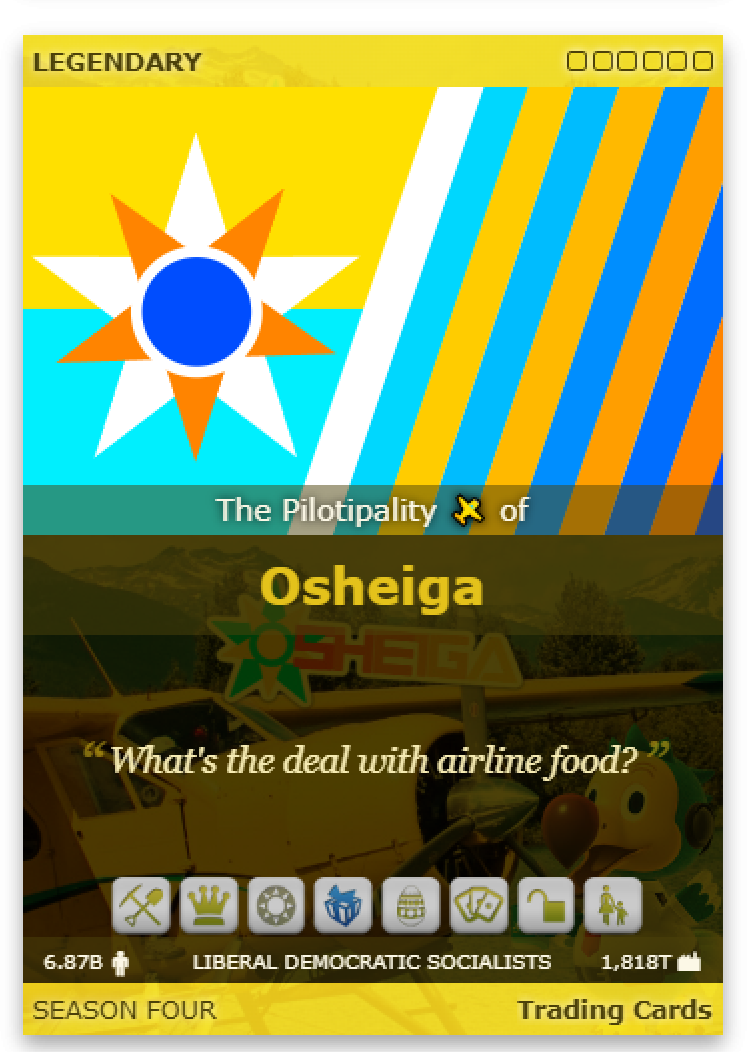 LEGENDARY
The Pilotipality of
Osheiga
OSHEIGA
“What's the deal with airline food?”
6.87B LIBERAL DEMOCRATIC SOCIALISTS 1,818T
SEASON FOUR Trading Cards